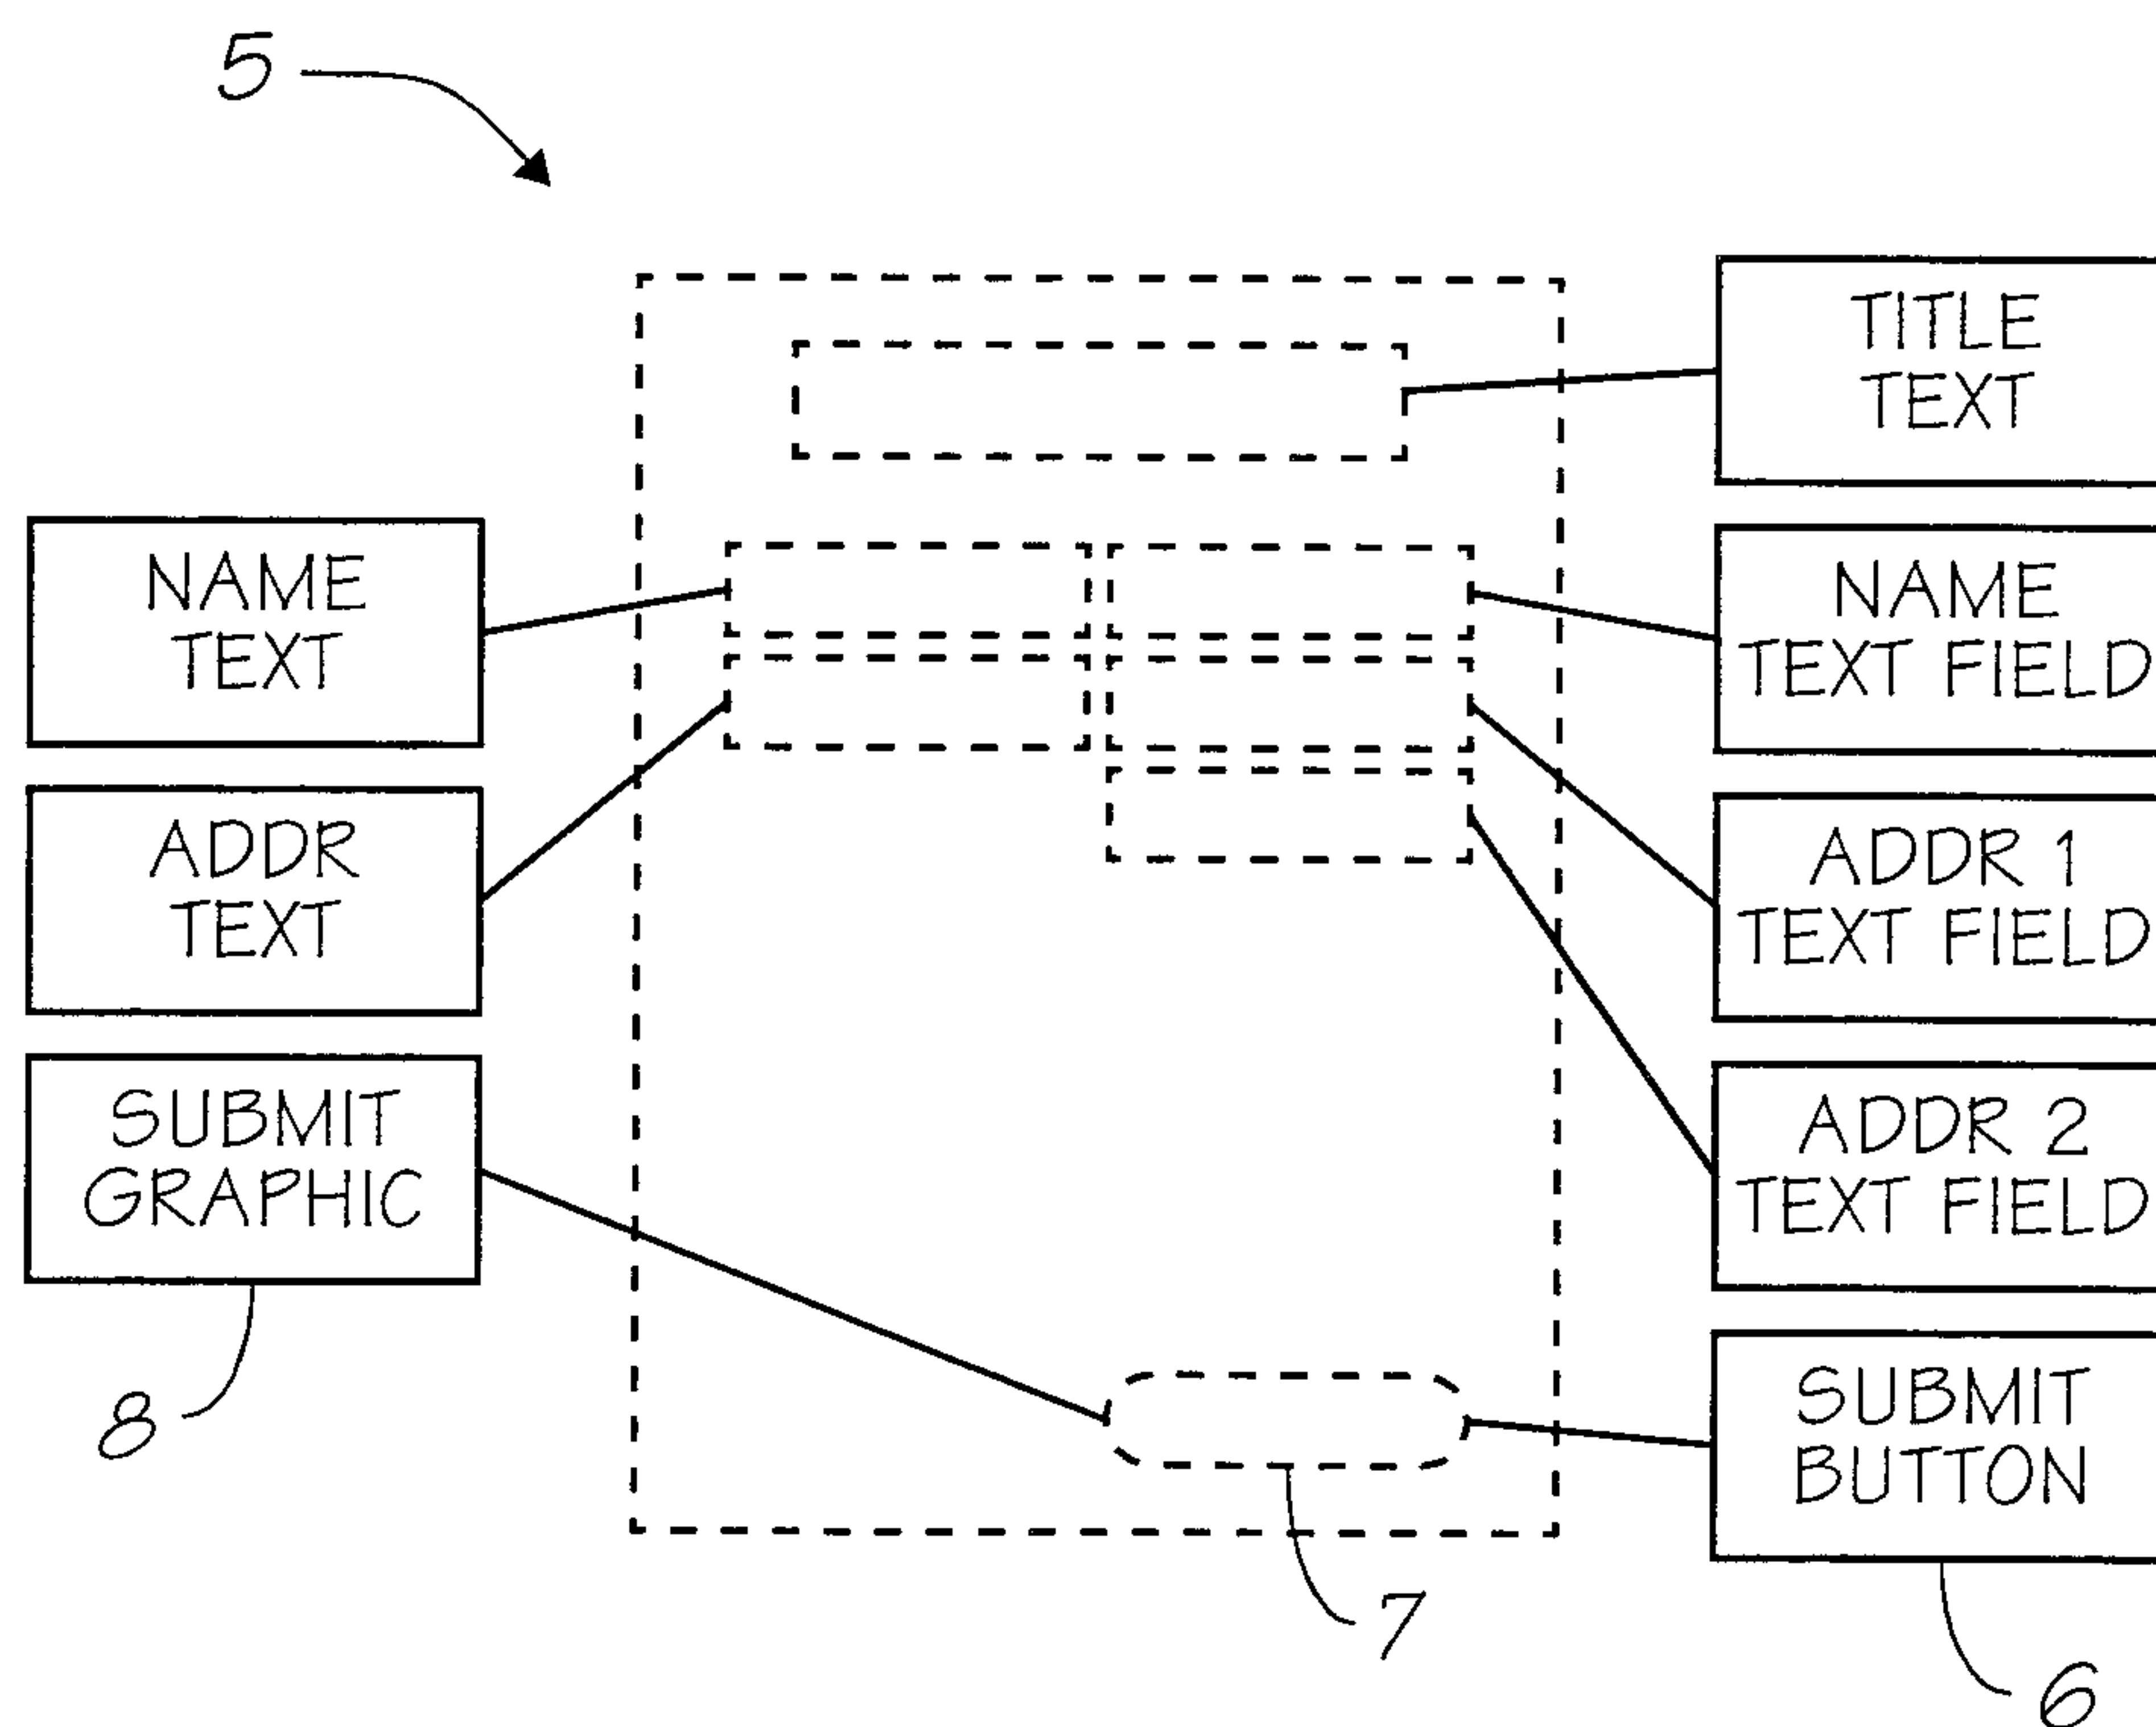 5
TITLE
TEXT
NAME
TEXT
NAME
TEXT FIELD
ADDR
TEXT
ADDR 1
TEXT FIELD
SUBMIT
GRAPHIC
ADDR 2
TEXT FIELD
SUBMIT
BUTTON
8
7
6